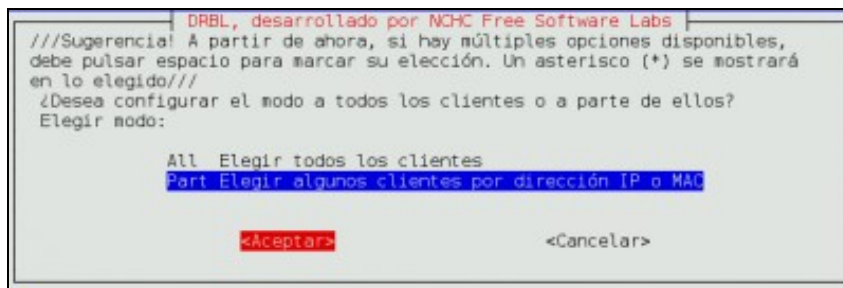 DRBL, desarrollado por NCHC Free Software Labs
///Sugerencia! A partir de ahora, si hay múltiples opciones disponibles,
debe pulsar espacio para marcar su elección. Un asterisco (*) se mostrará
en lo elegido///
¿Desea configurar el modo a todos los clientes o a parte de ellos?
Elegir modo:
All Elegir todos los clientes
Part Elegir algunos clientes por dirección IP o MAC
<Aceptar> <Cancelar>